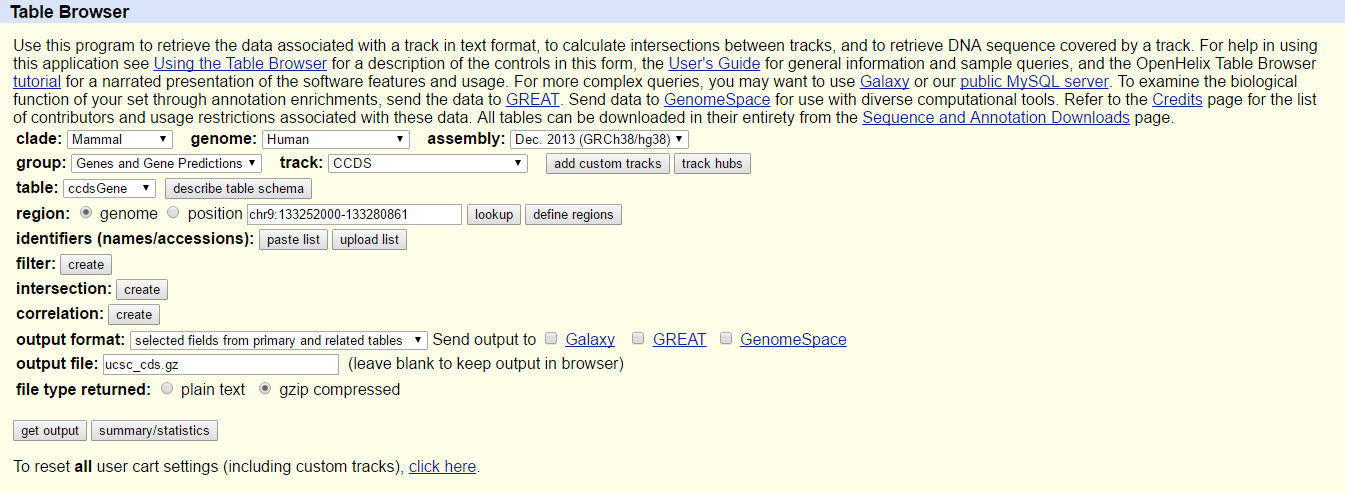 Table Browser
Use this program to retrieve the data associated with a track in text format, to calculate intersections between tracks, and to retrieve DNA sequence covered by a track. For help in using
this application see Using the Table Browser for a description of the controls in this form, the User's Guide for general information and sample queries, and the OpenHelix Table Browser
tutorial for a narrated presentation of the software features and usage. For more complex queries, you may want to use Galaxy or our public MySQL server. To examine the biological
function of your set through annotation enrichments, send the data to GREAT. Send data to GenomeSpace for use with diverse computational tools. Refer to the Credits page for the list
of contributors and usage restrictions associated with these data. All tables can be downloaded in their entirety from the Sequence and Annotation Downloads page.
clade: Mammal genome: Human assembly: Dec. 2013 (GRCh38/hg38)
group: Genes and Gene Predictions track: CCDS add custom tracks track hubs
table: ccdsGene describe table schema
region: genome position chr9:133252000-133280861 lookup define regions
identifiers (names/accessions): paste list upload list
filter: create
intersection: create
correlation: create
output format: selected fields from primary and related tables Send output to Galaxy GREAT GenomeSpace
output file: ucsc_cds.gz (leave blank to keep output in browser)
file type returned: plain text gzip compressed
get output summary/statistics
To reset all user cart settings (including custom tracks), click here.